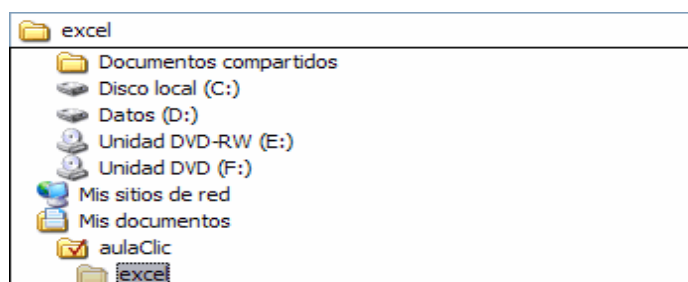 excel
Documentos compartidos
Disco local (C:)
Datos (D:)
Unidad DVD-RW (E:)
Unidad DVD (F:)
Mis sitios de red
Mis documentos
aulaClic
excel